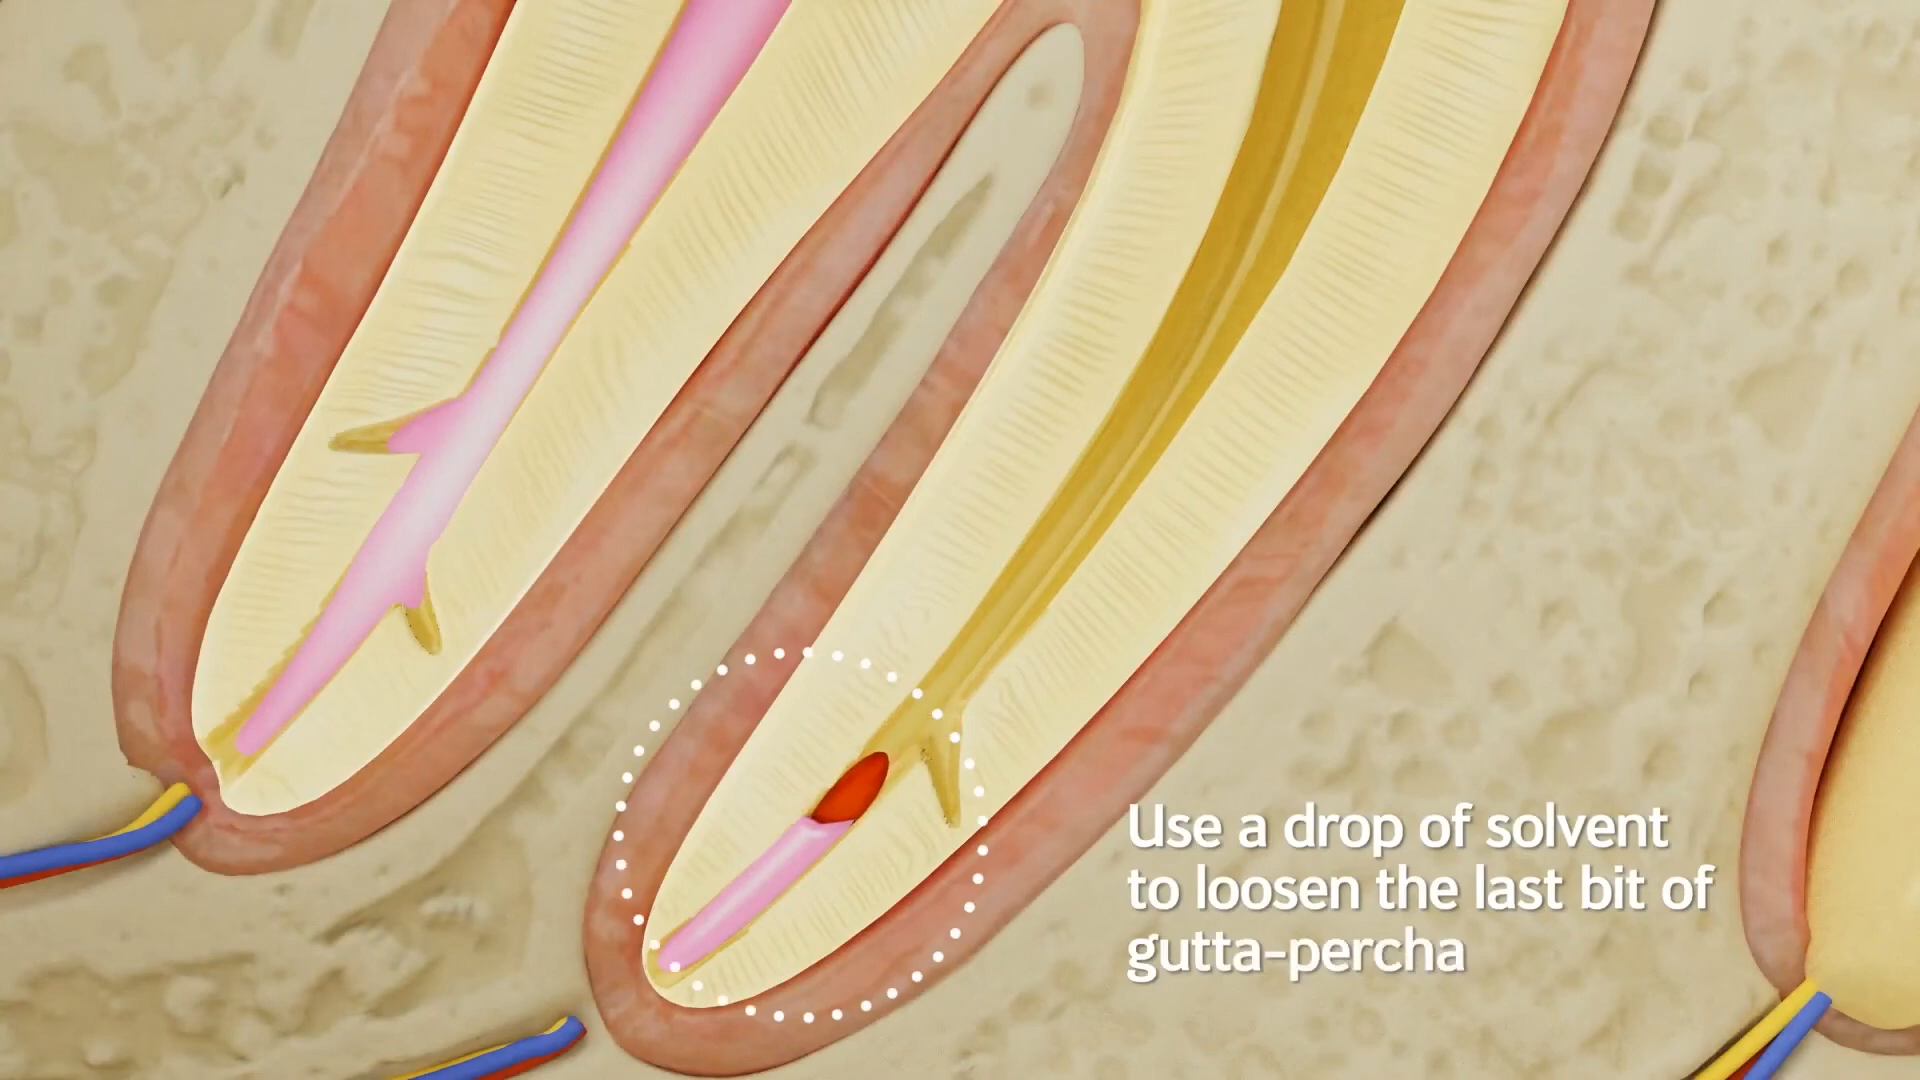 Use a drop of solvent
to loosen the last bit of
gutta-percha